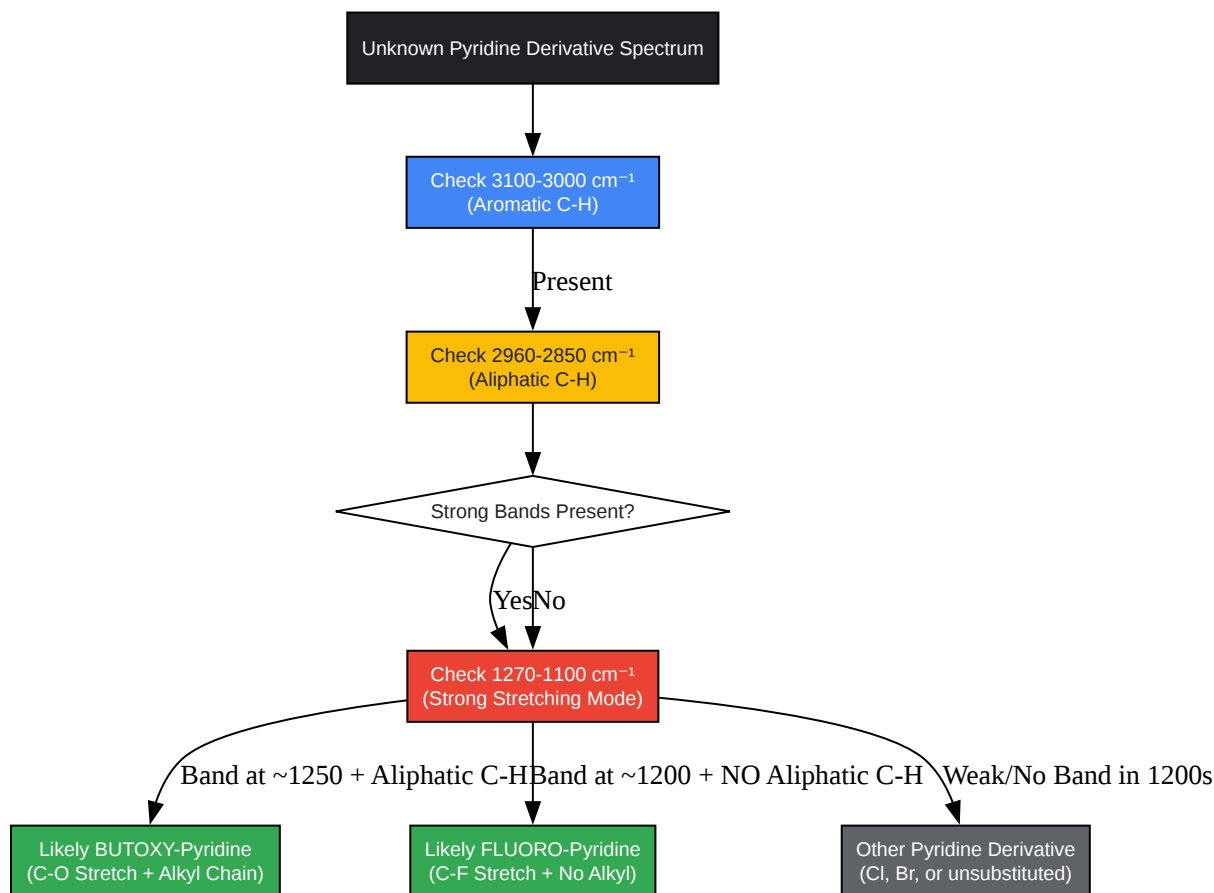 Unknown Pyridine Derivative Spectrum
Check 3100-3000 cm⁻¹
(Aromatic C-H)
Present
Check 2960-2850 cm⁻¹
(Aliphatic C-H)
Strong Bands Present?
Yes
No
Check 1270-1100 cm⁻¹
(Strong Stretching Mode)
Band at ~1250 + Aliphatic C-H
Band at ~1200 + NO Aliphatic C-H
Weak/No Band in 1200s
Likely BUTOXY-Pyridine
(C-O Stretch + Alkyl Chain)
Likely FLUORO-Pyridine
(C-F Stretch + No Alkyl)
Other Pyridine Derivative
(Cl, Br, or unsubstituted)